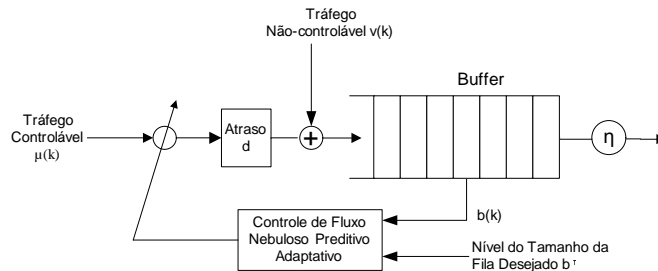 Tráfego
Não-controlável v(k)
Buffer
Tráfego
Controlável
μ(k)
Atraso
d
+
η
b(k)
Controle de Fluxo
Nebuloso Preditivo
Adaptativo
Nível do Tamanho da
Fila Desejado b